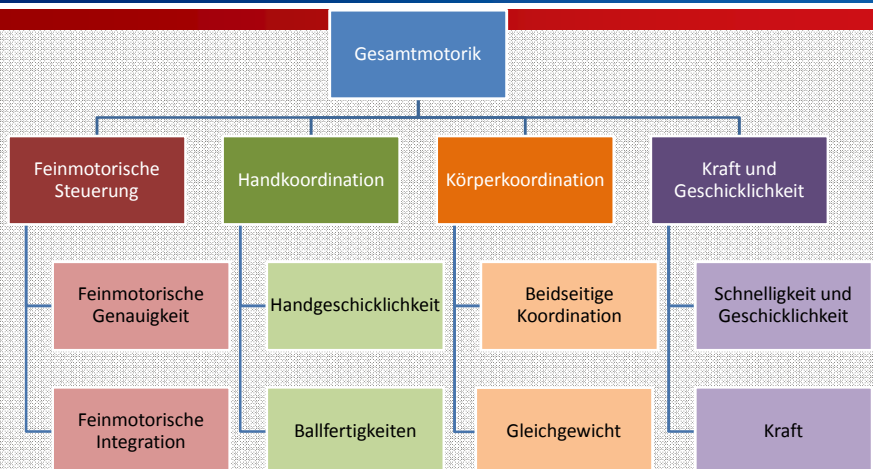 Gesamtmotorik
Feinmotorische
Steuerung
Handkoordination
Körperkoordination
Kraft und
Geschicklichkeit
Feinmotorische
Genauigkeit
Handgeschicklichkeit
Beidseitige
Koordination
Schnelligkeit und
Geschicklichkeit
Feinmotorische
Integration
Ballfertigkeiten
Gleichgewicht
Kraft